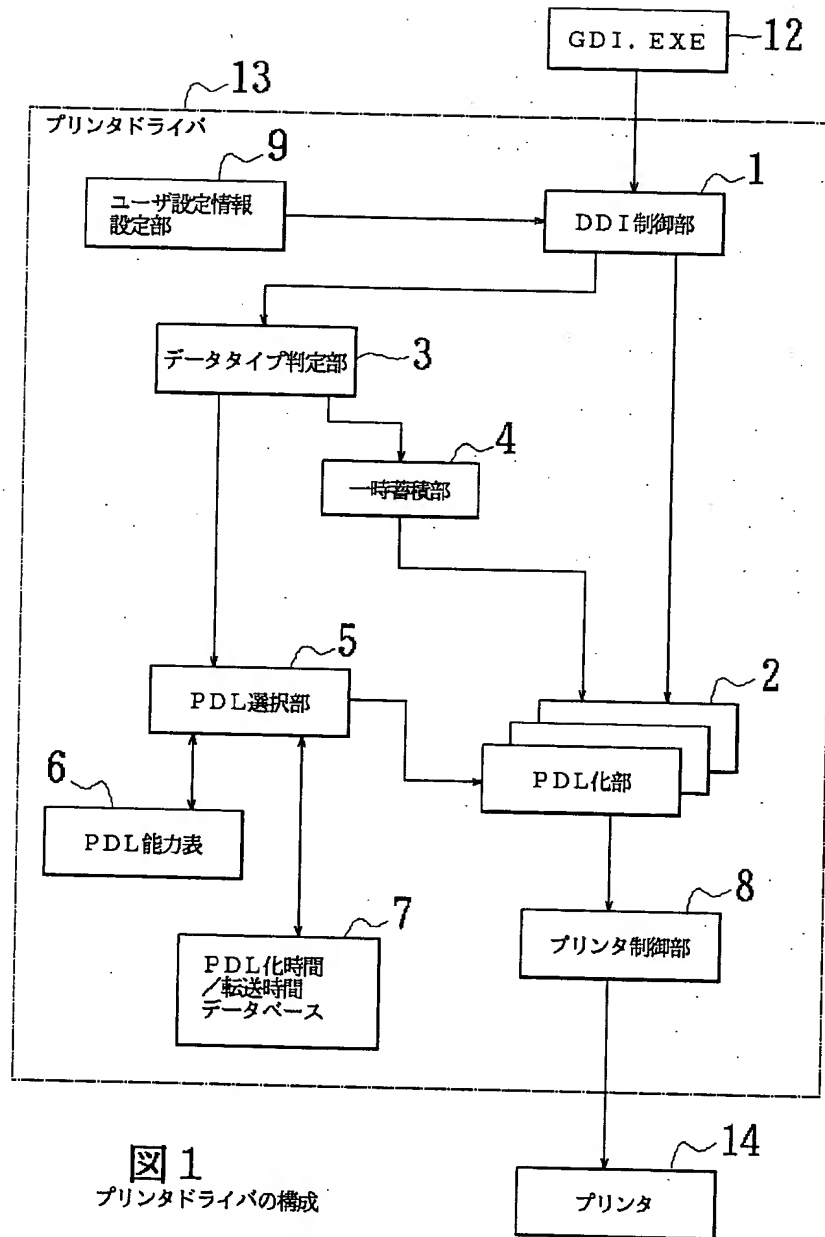 GDI.EXE
12
13
プリンタドライバ
9
ユーザ設定情報
設定部
1
DDI制御部
データタイプ判定部
3
4
一時蓄積部
5
PDL選択部
2
PDL化部
6
PDL能力表
7
PDL化時間
/転送時間
データベース
8
プリンタ制御部
14
プリンタ
図1
プリンタドライバの構成